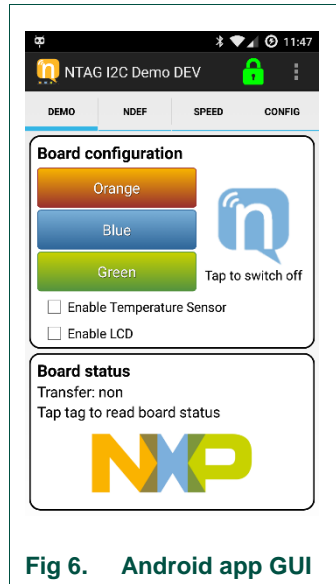 11:47
NTAG I2C Demo DEV
DEMO NDEF SPEED CONFIG
Board configuration
Orange
Blue
Green
n
Tap to switch off
Enable Temperature Sensor
Enable LCD
Board status
Transfer: non
Tap tag to read board status
NXP
Fig 6. Android app GUI